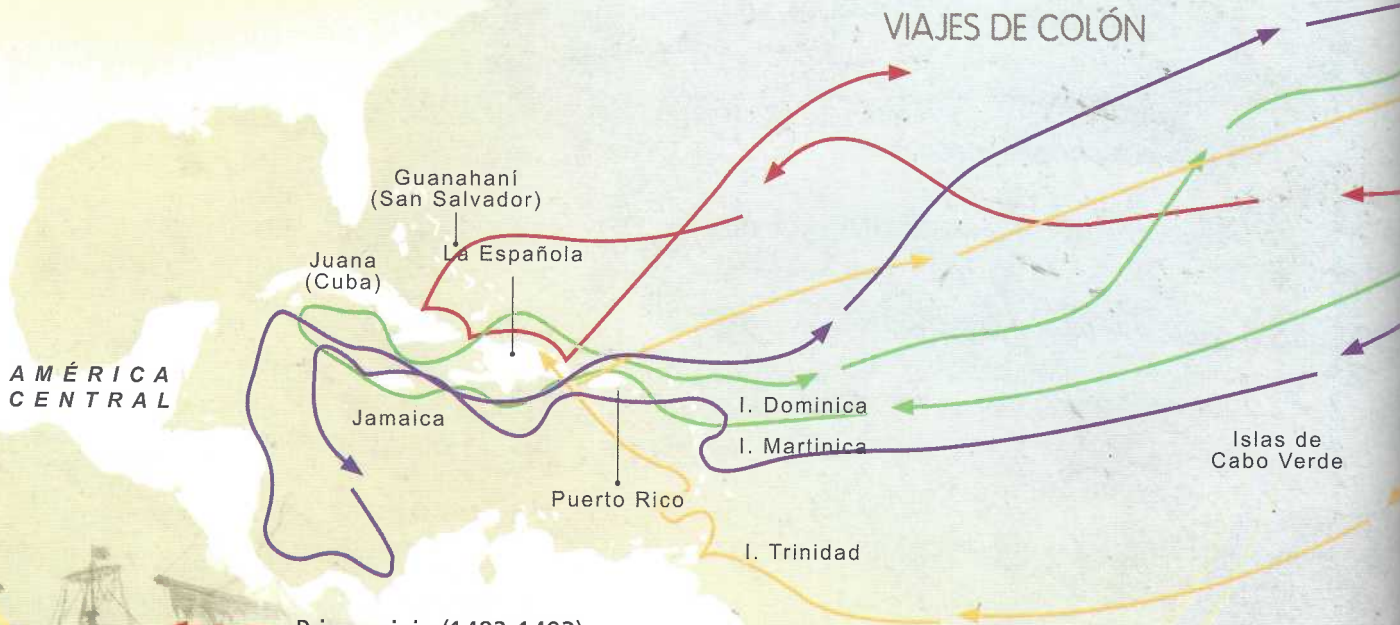 VIAJES DE COLÓN
Guanahaní
(San Salvador)
La Española
Juana
(Cuba)
AMÉRICA
CENTRAL
Jamaica
I. Dominica
I. Martinica
Islas de
Cabo Verde
Puerto Rico
I. Trinidad